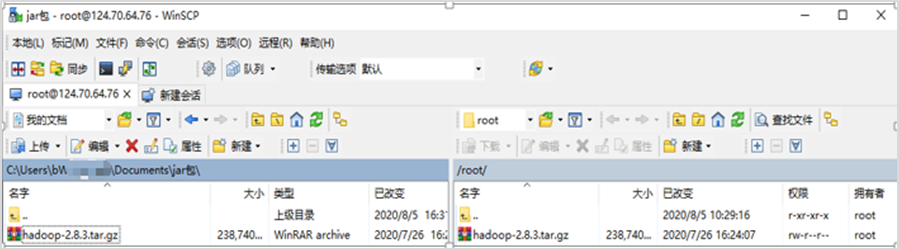 jar包 - root@124.70.64.76 - WinSCP
本地(L) 标记(M) 文件(F) 命令(C) 会话(S) 选项(O) 远程(R) 帮助(H)
同步 队列 传输选项 默认
root@124.70.64.76 × 新建会话
我的文档 root 查找文件
上传 编辑 属性 新建 下载 编辑 属性 新建
C:\Users\bW \Documents\jar包\ /root/
名字 大小 类型 已改变 名字 大小 已改变 权限 拥有者
.. 上级目录 2020/8/5 16:3 .. 2020/8/5 10:29:16 r-xr-xr-x root
hadoop-2.8.3.tar.gz 238,740... WinRAR archive 2020/7/26 16:2 hadoop-2.8.3.tar.gz 238,740... 2020/7/26 16:24:07 rw-r--r-- root